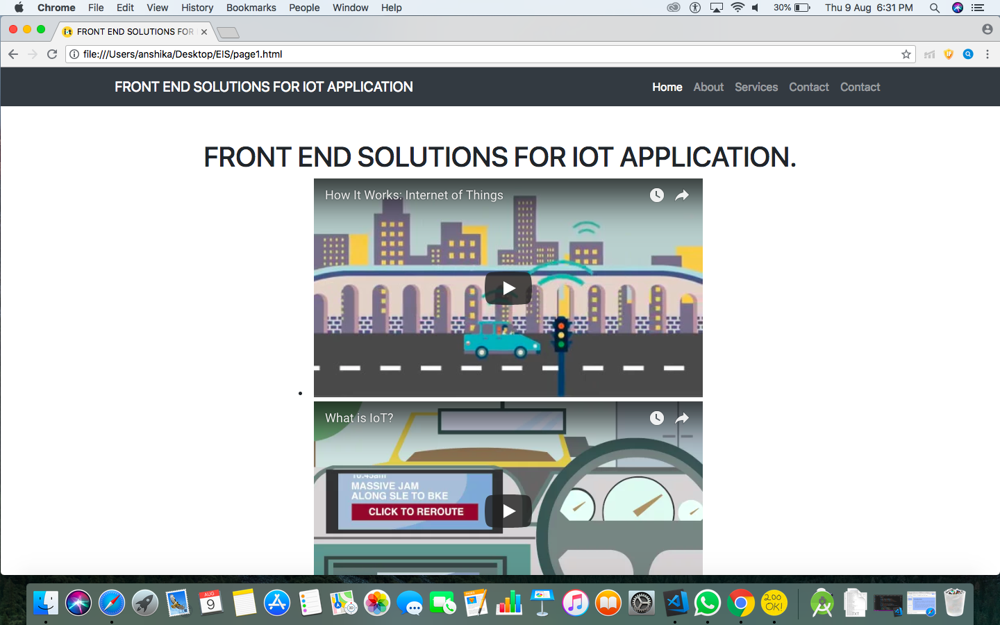 Chrome File Edit View History Bookmarks People Window Help 30% Thu 9 Aug 6:31 PM
i•t FRONT END SOLUTIONS FOR
file:///Users/anshika/Desktop/EIS/page1.html
FRONT END SOLUTIONS FOR IOT APPLICATION Home About Services Contact Contact
FRONT END SOLUTIONS FOR IOT APPLICATION.
How It Works: Internet of Things
What is IoT?
10:43am
MASSIVE JAM
ALONG SLE TO BKE
CLICK TO REROUTE
AUG
9
200
OK!